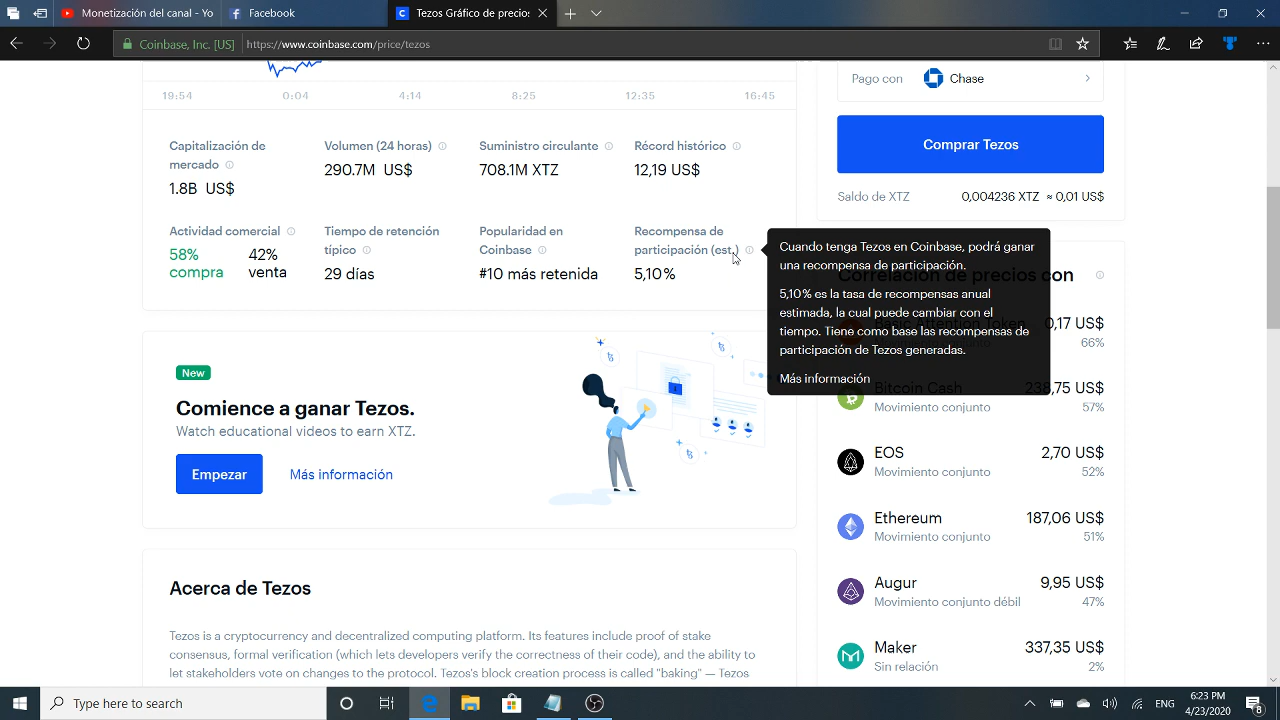 Monetización del canal - Yo
Facebook
Tezos Gráfico de precios
Coinbase, Inc. [US]
https://www.coinbase.com/price/tezos
19:54 0:04 4:14 8:25 12:35 16:45
Capitalización de
mercado
1.8B US$
Volumen (24 horas)
290.7M US$
Suministro circulante
708.1M XTZ
Récord histórico
12,19 US$
Actividad comercial
58% 42%
compra venta
Tiempo de retención
típico
29 días
Popularidad en
Coinbase
#10 más retenida
Recompensa de
participación (est.)
5,10 %
Cuando tenga Tezos en Coinbase, podrá ganar
una recompensa de participación.
5,10 % es la tasa de recompensas anual
estimada, la cual puede cambiar con el
tiempo. Tiene como base las recompensas de
participación de Tezos generadas.
Más información
New
Comience a ganar Tezos.
Watch educational videos to earn XTZ.
Empezar
Más información
Acerca de Tezos
Tezos is a cryptocurrency and decentralized computing platform. Its features include proof of stake
consensus, formal verification (which lets developers verify the correctness of their code), and the ability to
let stakeholders vote on changes to the protocol. Tezos's block creation process is called "baking" — Tezos
Pago con Chase
Comprar Tezos
Saldo de XTZ 0,004236 XTZ ≈ 0,01 US$
Correlación de precios con
Basic Attention Token 0,17 US$
Movimiento conjunto 66%
Bitcoin Cash 238,75 US$
Movimiento conjunto 57%
EOS 2,70 US$
Movimiento conjunto 52%
Ethereum 187,06 US$
Movimiento conjunto 51%
Augur 9,95 US$
Movimiento conjunto débil 47%
Maker 337,35 US$
Sin relación 2%
Type here to search
ENG
6:23 PM
4/23/2020
8